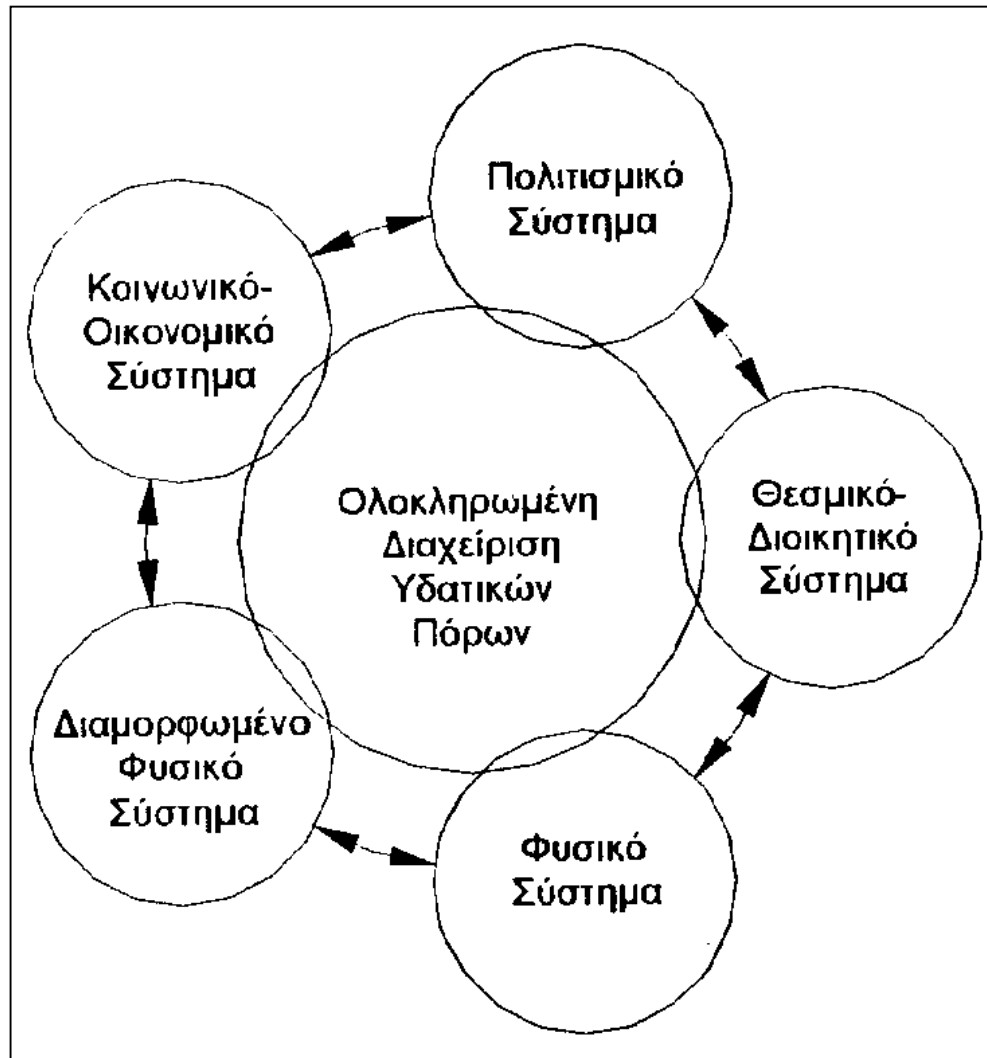 Πολιτισμικό
Σύστημα
Κοινωνικό-
Οικονομικό
Σύστημα
Ολοκληρωμένη
Διαχείριση
Υδατικών
Πόρων
Θεσμικό-
Διοικητικό
Σύστημα
Διαμορφωμένο
Φυσικό
Σύστημα
Φυσικό
Σύστημα